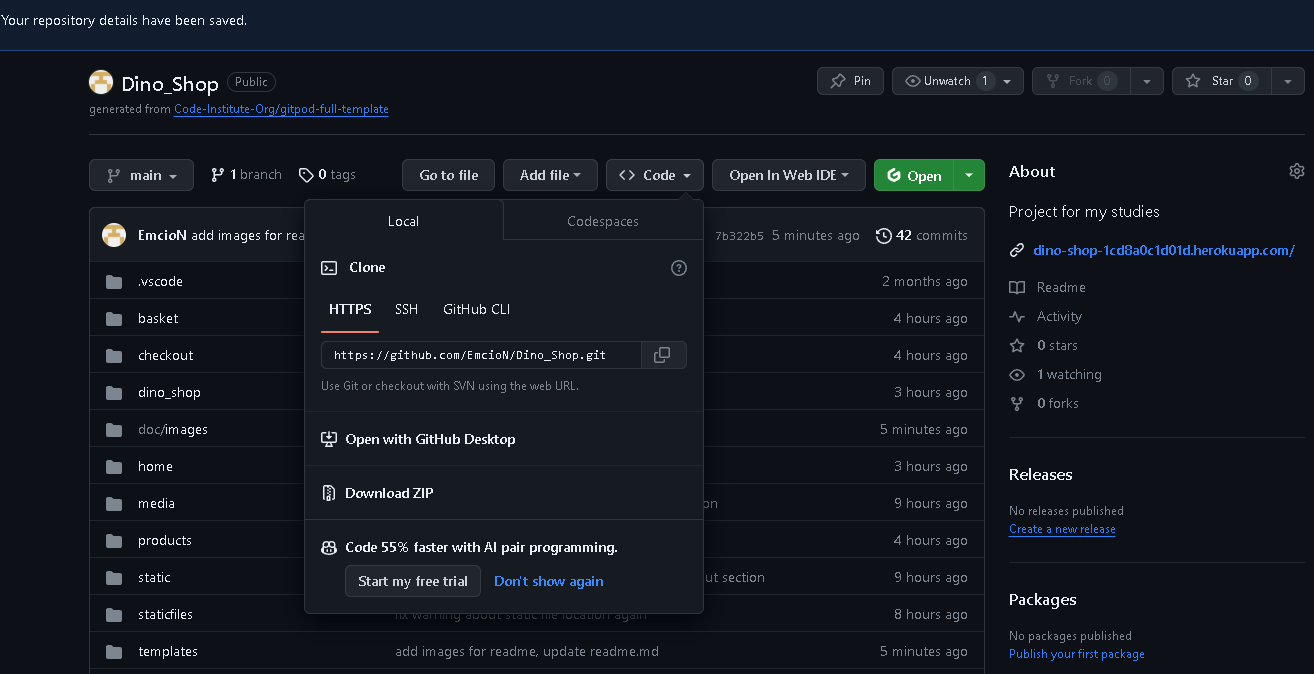 Your repository details have been saved.
Dino_Shop Public
Pin
Unwatch 1
Fork 0
Star 0
generated from Code-Institute-Org/gitpod-full-template
main
1 branch
0 tags
Go to file
Add file
Code
Open In Web IDE
Open
EmcioN add images for rea
7b322b5 5 minutes ago
42 commits
.vscode
2 months ago
basket
4 hours ago
checkout
4 hours ago
dino_shop
3 hours ago
doc/images
5 minutes ago
home
3 hours ago
media
on
9 hours ago
products
4 hours ago
static
ut section
9 hours ago
staticfiles
fix warning about static file location again
8 hours ago
templates
add images for readme, update readme.md
5 minutes ago
Local
Codespaces
Clone
HTTPS
SSH
GitHub CLI
https://github.com/EmcioN/Dino_Shop.git
Use Git or checkout with SVN using the web URL.
Open with GitHub Desktop
Download ZIP
Code 55% faster with AI pair programming.
Start my free trial
Don't show again
About
Project for my studies
dino-shop-1cd8a0c1d01d.herokuapp.com/
Readme
Activity
0 stars
1 watching
0 forks
Releases
No releases published
Create a new release
Packages
No packages published
Publish your first package